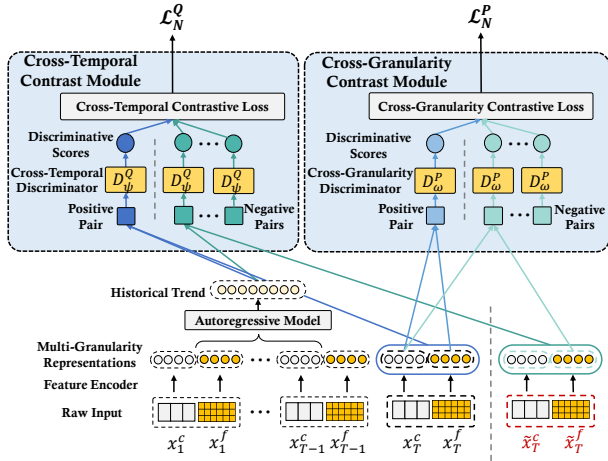 𝓛_N^Q
𝓛_N^P
Cross-Temporal
Contrast Module
Cross-Granularity
Contrast Module
Cross-Temporal Contrastive Loss
Cross-Granularity Contrastive Loss
Discriminative
Scores
Discriminative
Scores
Cross-Temporal
Discriminator
D_ψ^Q
D_ψ^Q
D_ψ^Q
Cross-Granularity
Discriminator
D_ω^P
D_ω^P
D_ω^P
Positive
Pair
Negative
Pairs
Positive
Pair
Negative
Pairs
Historical Trend
Autoregressive Model
Multi-Granularity
Representations
Feature Encoder
Raw Input
x_1^c x_1^f x_{T−1}^c x_{T−1}^f x_T^c x_T^f x̃_T^c x̃_T^f